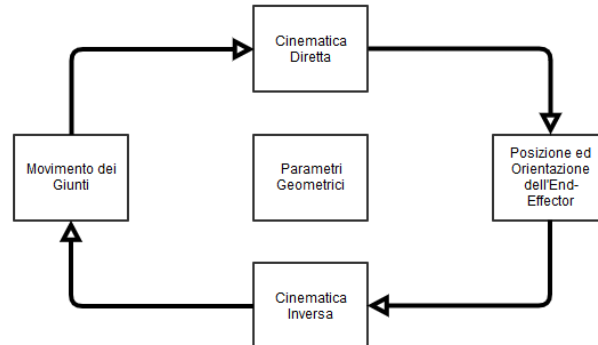 Cinematica
Diretta
Movimento dei
Giunti
Parametri
Geometrici
Posizione ed
Orientazione
dell'End-
Effector
Cinematica
Inversa